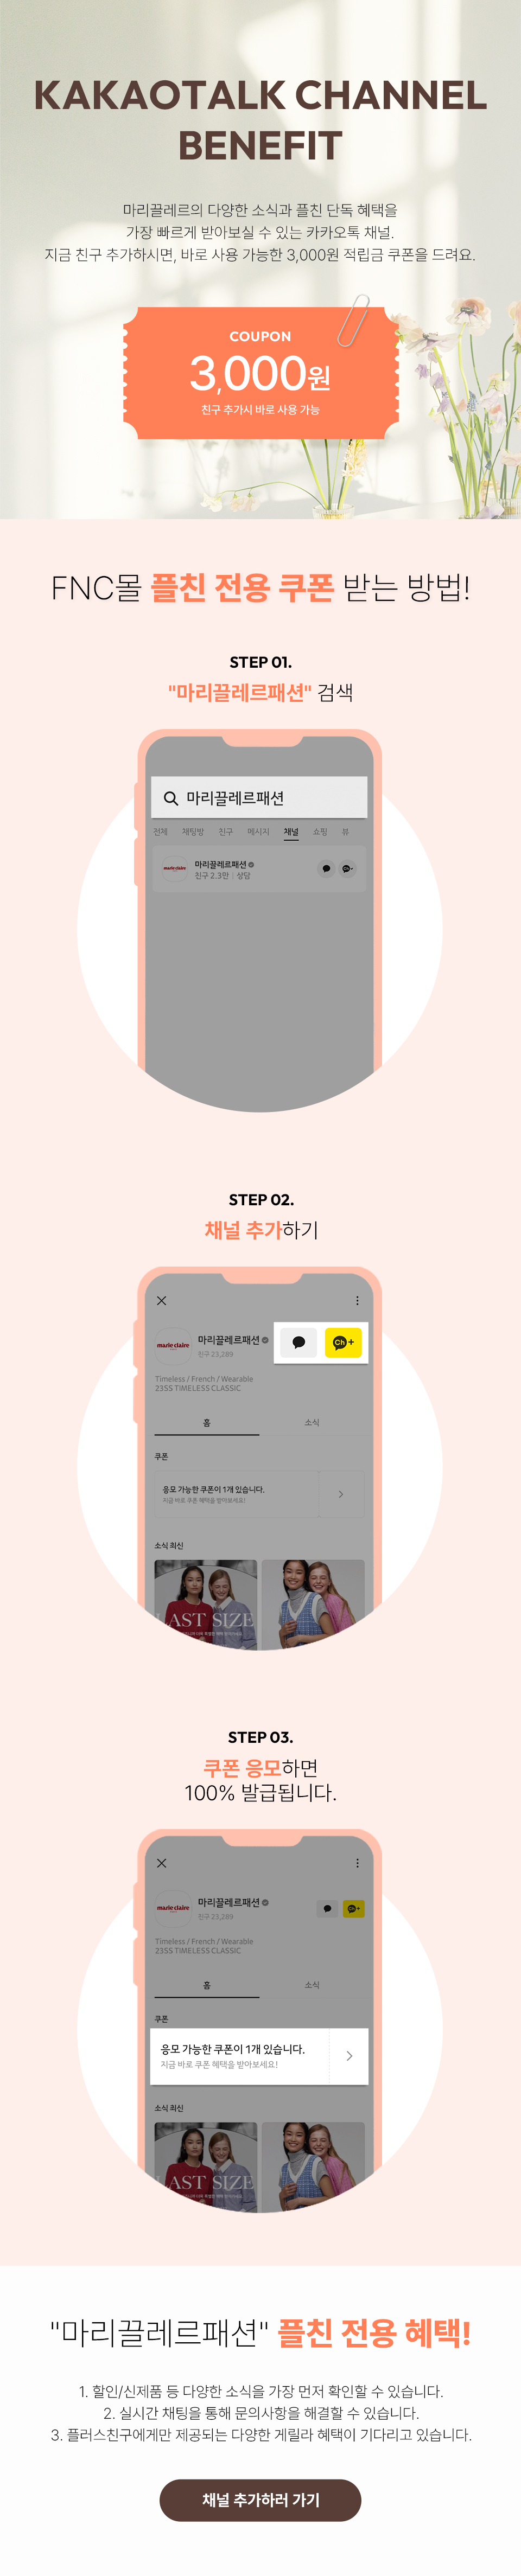 KAKAOTALK CHANNEL
BENEFIT
마리끌레르의 다양한 소식과 플친 단독 혜택을
가장 빠르게 받아보실 수 있는 카카오톡 채널.
지금 친구 추가하시면, 바로 사용 가능한 3,000원 적립금 쿠폰을 드려요.
COUPON
3,000원
친구 추가시 바로 사용 가능
FNC몰 플친 전용 쿠폰 받는 방법!
STEP 01.
"마리끌레르패션" 검색
마리끌레르패션
전체 채팅방 친구 메시지 채널 쇼핑 뷰
marie claire
마리끌레르패션
친구 2.3만 | 상담
Ch+
STEP 02.
채널 추가하기
marie claire
마리끌레르패션
친구 23,289
Ch+
Timeless / French / Wearable
23SS TIMELESS CLASSIC
홈 소식
쿠폰
응모 가능한 쿠폰이 1개 있습니다.
지금 바로 쿠폰 혜택을 받아보세요!
소식 최신
LAST SIZE
STEP 03.
쿠폰 응모하면
100% 발급됩니다.
marie claire
마리끌레르패션
친구 23,289
Ch+
Timeless / French / Wearable
23SS TIMELESS CLASSIC
홈 소식
쿠폰
응모 가능한 쿠폰이 1개 있습니다.
지금 바로 쿠폰 혜택을 받아보세요!
소식 최신
LAST SIZE
"마리끌레르패션" 플친 전용 혜택!
1. 할인/신제품 등 다양한 소식을 가장 먼저 확인할 수 있습니다.
2. 실시간 채팅을 통해 문의사항을 해결할 수 있습니다.
3. 플러스친구에게만 제공되는 다양한 게릴라 혜택이 기다리고 있습니다.
채널 추가하러 가기